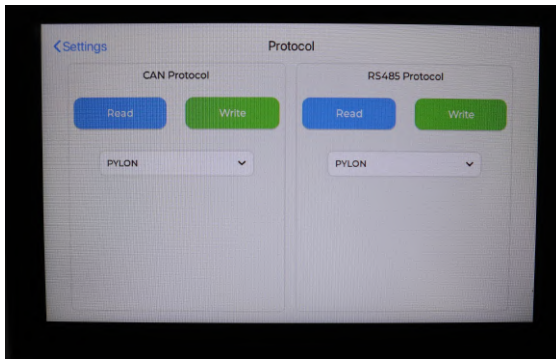 Settings
Protocol
CAN Protocol
RS485 Protocol
Read
Write
Read
Write
PYLON
PYLON